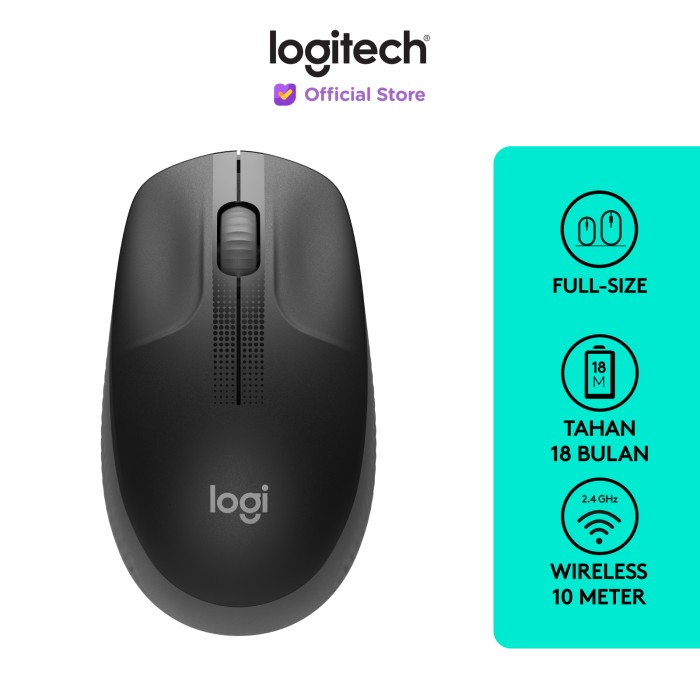 logitech®
Official Store
FULL-SIZE
18
M
TAHAN
18 BULAN
2.4 GHz
WIRELESS
10 METER
logi